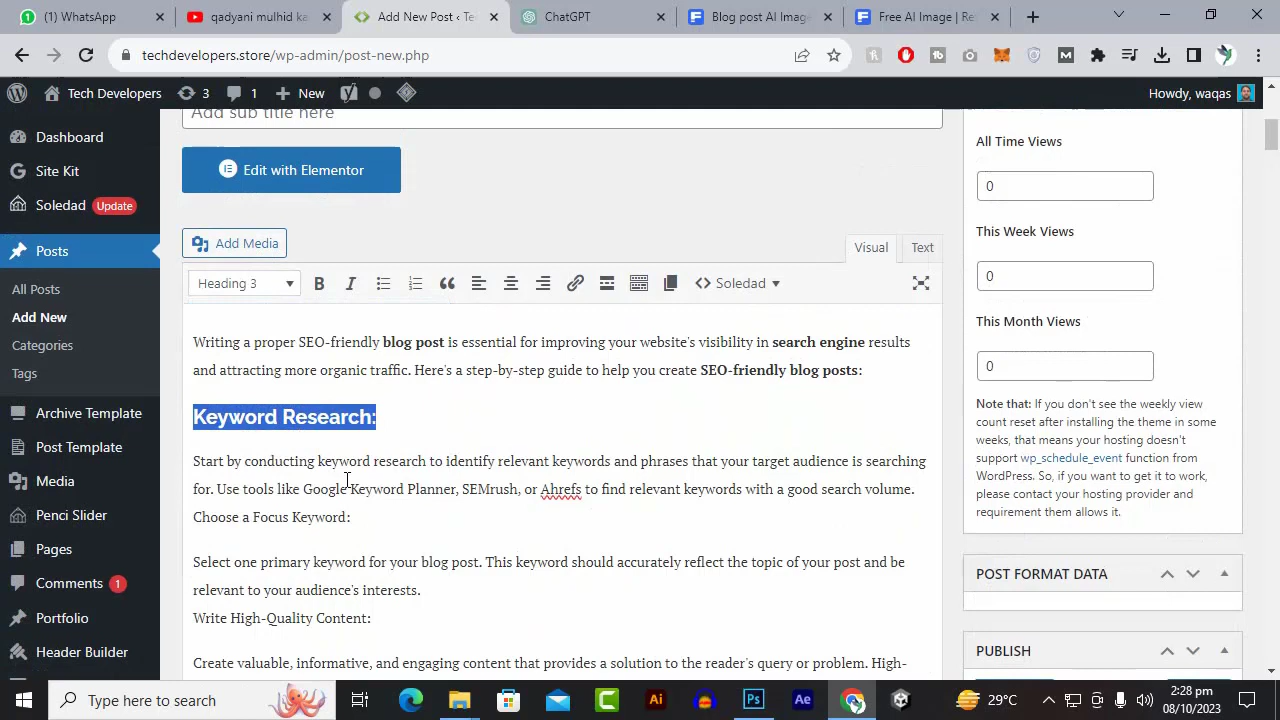 (1) WhatsApp
qadyani mulhid ka
Add New Post ‹ Te
ChatGPT
Blog post AI Image
Free AI Image | Re
techdevelopers.store/wp-admin/post-new.php
Tech Developers
3
1
New
Howdy, waqas
Dashboard
Site Kit
Soledad Update
Posts
All Posts
Add New
Categories
Tags
Archive Template
Post Template
Media
Penci Slider
Pages
Comments 1
Portfolio
Header Builder
Add sub title here
Edit with Elementor
Add Media
Visual Text
Heading 3
Soledad
Writing a proper SEO-friendly blog post is essential for improving your website's visibility in search engine results
and attracting more organic traffic. Here's a step-by-step guide to help you create SEO-friendly blog posts:
Keyword Research:
Start by conducting keyword research to identify relevant keywords and phrases that your target audience is searching
for. Use tools like Google Keyword Planner, SEMrush, or Ahrefs to find relevant keywords with a good search volume.
Choose a Focus Keyword:
Select one primary keyword for your blog post. This keyword should accurately reflect the topic of your post and be
relevant to your audience's interests.
Write High-Quality Content:
Create valuable, informative, and engaging content that provides a solution to the reader's query or problem. High-
All Time Views
0
This Week Views
0
This Month Views
0
Note that: If you don't see the weekly view
count reset after installing the theme in some
weeks, that means your hosting doesn't
support wp_schedule_event function from
WordPress. So, if you want to get it to work,
please contact your hosting provider and
requirement them allows it.
POST FORMAT DATA
PUBLISH
Type here to search
29°C
2:28 pm
08/10/2023